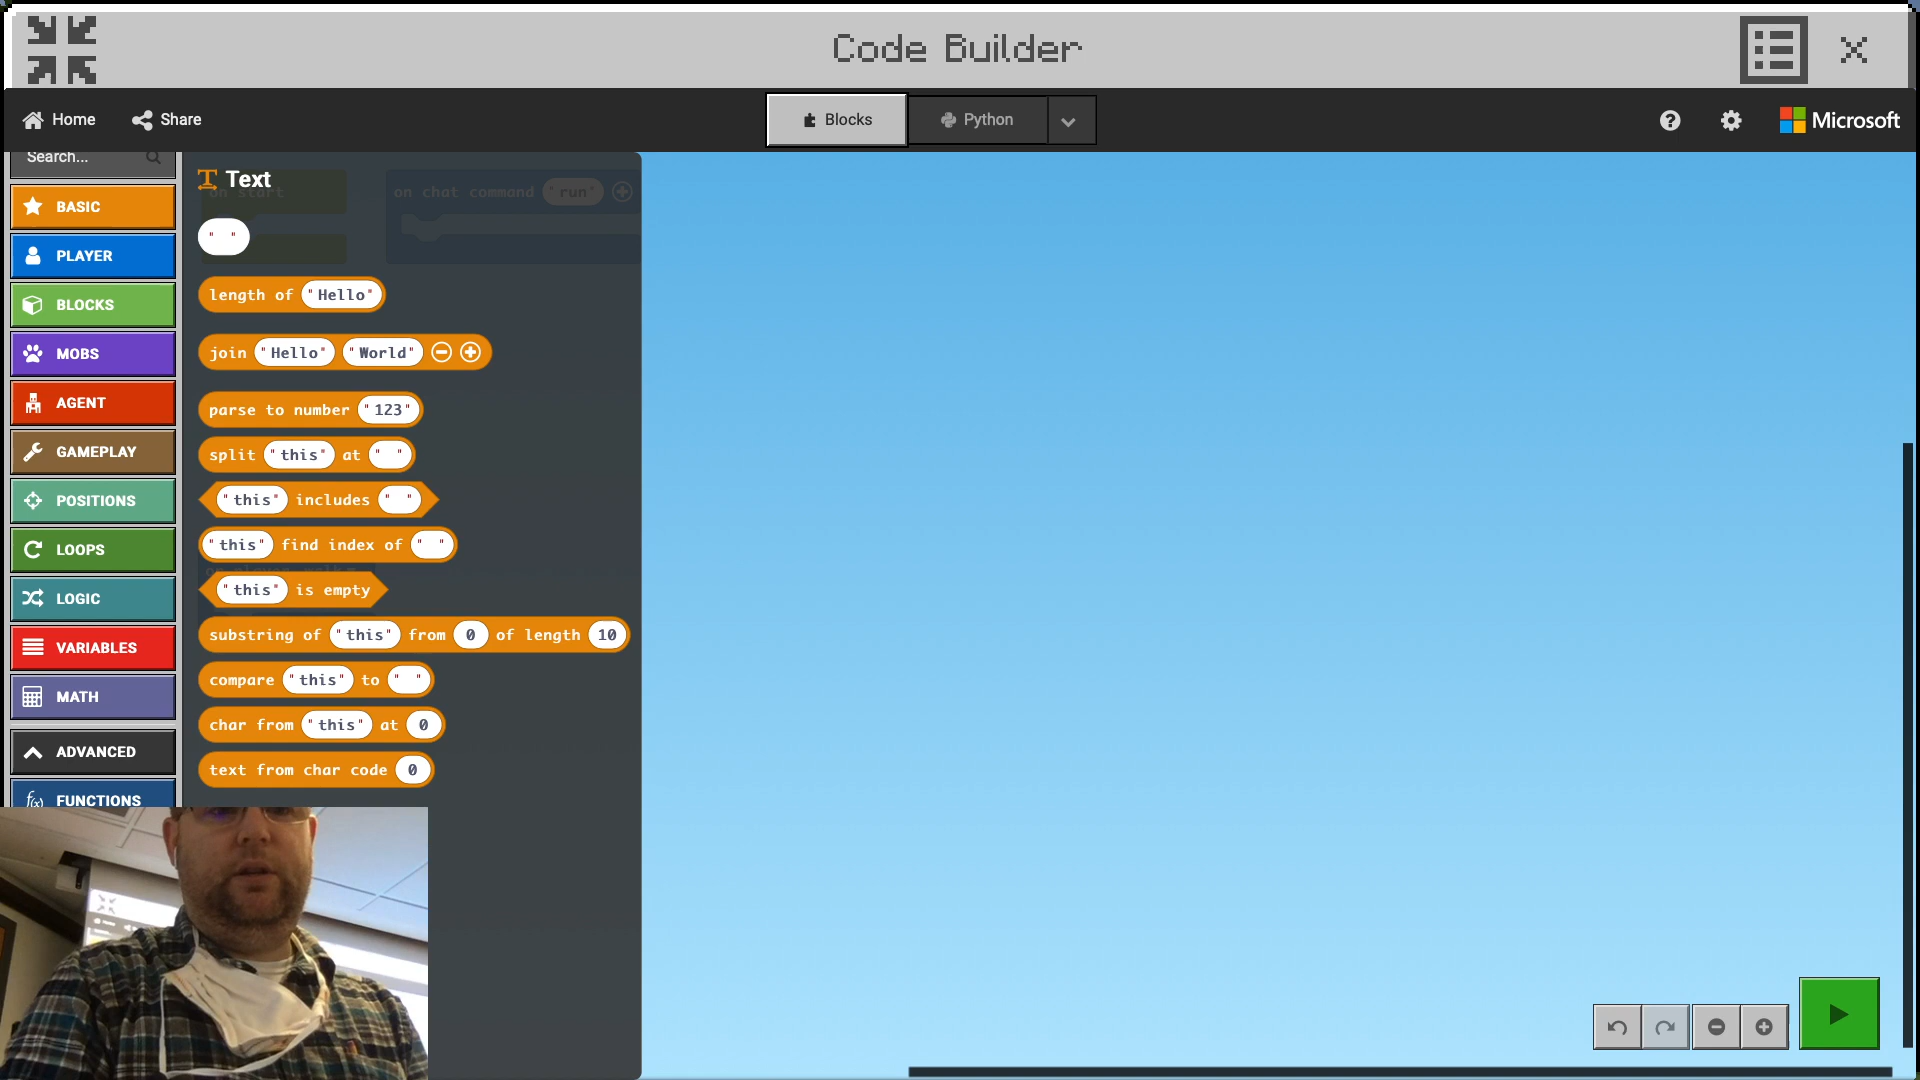 Code Builder
Home
Share
Blocks
Python
Microsoft
Search...
BASIC
PLAYER
BLOCKS
MOBS
AGENT
GAMEPLAY
POSITIONS
LOOPS
LOGIC
VARIABLES
MATH
ADVANCED
f(x) FUNCTIONS
Text
on start
on chat command "run"
" "
length of "Hello"
join "Hello" "World"
parse to number "123"
split "this" at " "
"this" includes " "
"this" find index of " "
"this" is empty
substring of "this" from 0 of length 10
compare "this" to " "
char from "this" at 0
text from char code 0